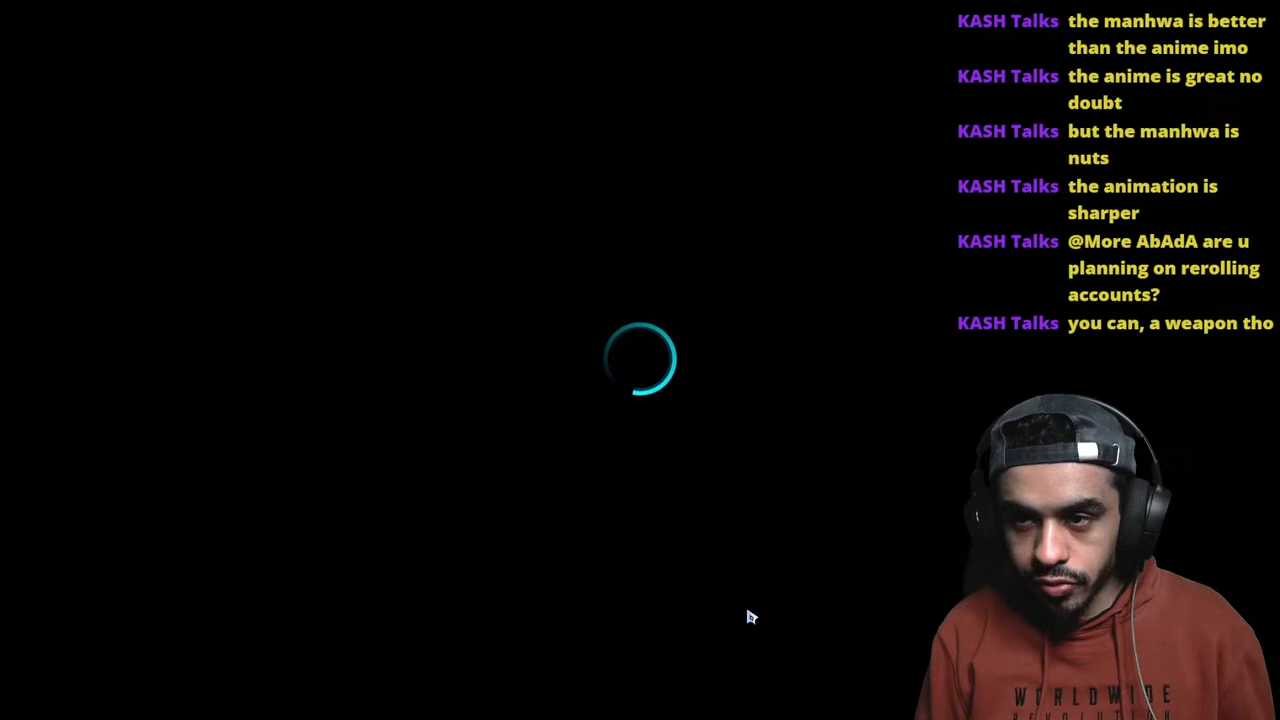 KASH Talks the manhwa is better
than the anime imo
KASH Talks the anime is great no
doubt
KASH Talks but the manhwa is
nuts
KASH Talks the animation is
sharper
KASH Talks @More AbAdA are u
planning on rerolling
accounts?
KASH Talks you can, a weapon tho
WORLDWIDE
REVOLUTION